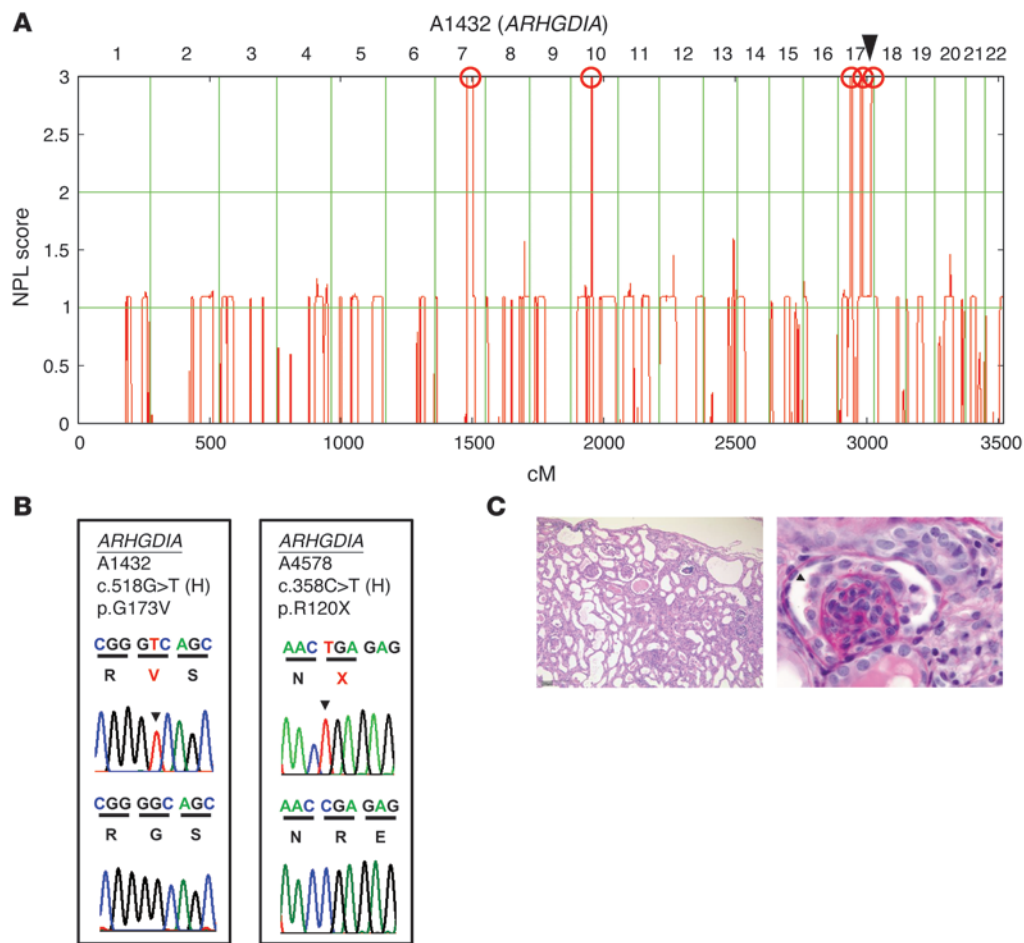 A
A1432 (ARHGDIA)
1 2 3 4 5 6 7 8 9 10 11 12 13 14 15 16 17 18 19 20 21 22
3
2.5
2
1.5
1
0.5
0
NPL score
0 500 1000 1500 2000 2500 3000 3500
cM
B
ARHGDIA
A1432
c.518G>T (H)
p.G173V
CGG GTC AGC
R V S
CGG GGC AGC
R G S
ARHGDIA
A4578
c.358C>T (H)
p.R120X
AAC TGA GAG
N X
AAC CGA GAG
N R E
C